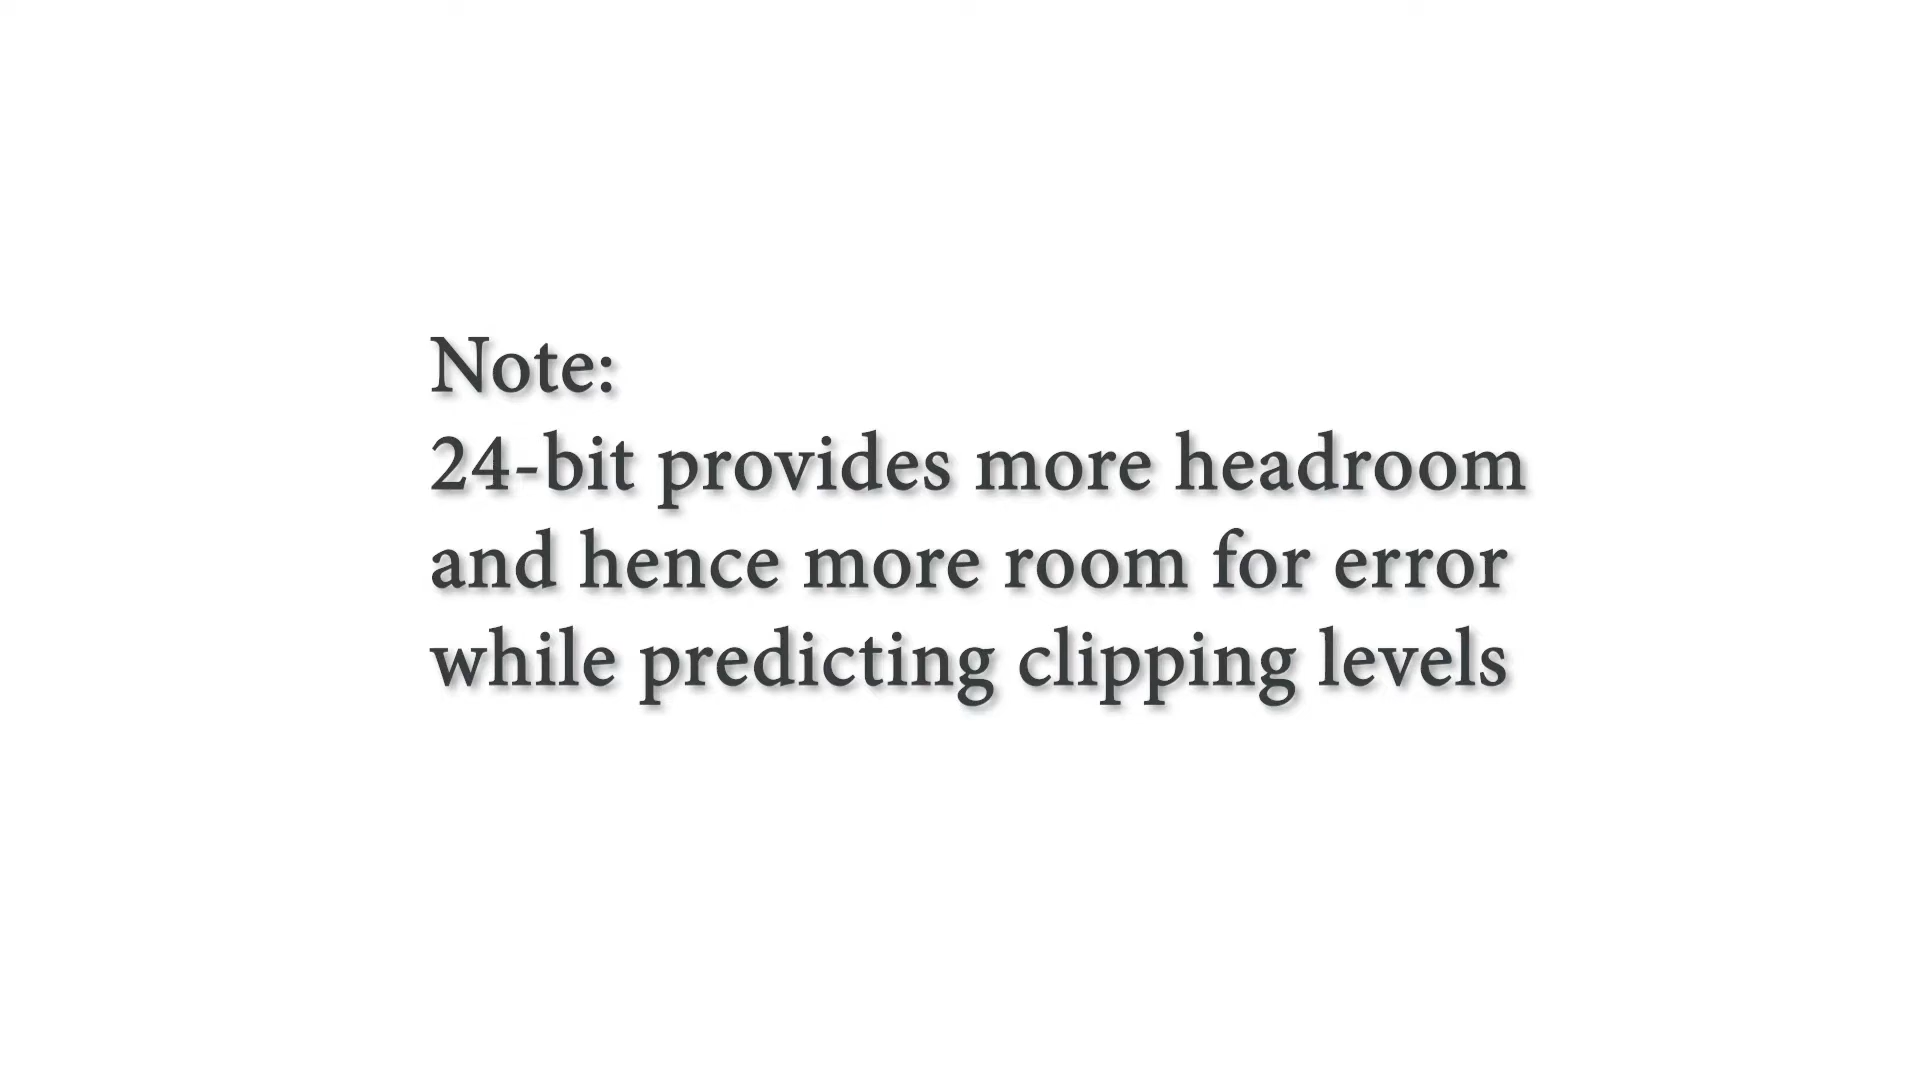 Note:
24-bit provides more headroom
and hence more room for error
while predicting clipping levels